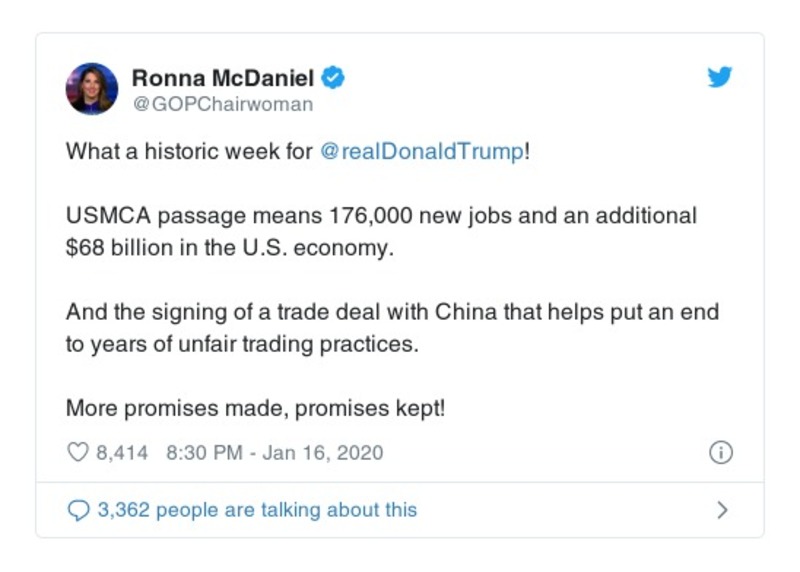 Ronna McDaniel
@GOPChairwoman
What a historic week for @realDonaldTrump!
USMCA passage means 176,000 new jobs and an additional
$68 billion in the U.S. economy.
And the signing of a trade deal with China that helps put an end
to years of unfair trading practices.
More promises made, promises kept!
8,414 8:30 PM - Jan 16, 2020
3,362 people are talking about this